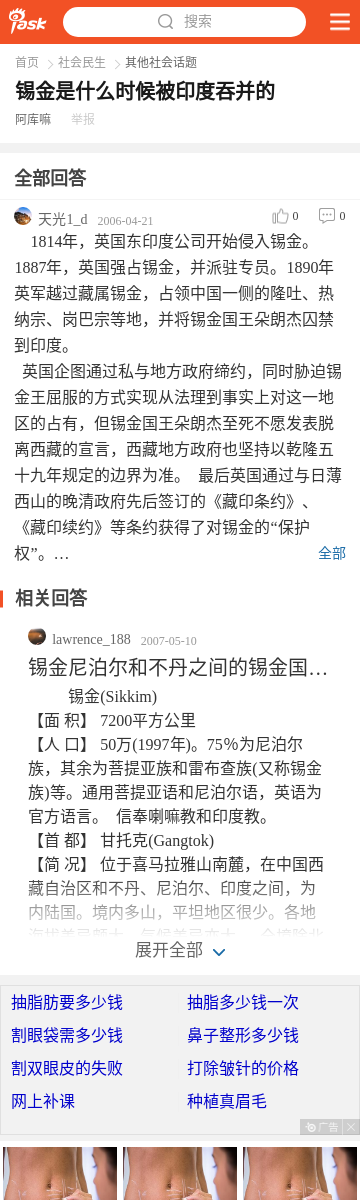 iask
搜索
首页 社会民生 其他社会话题
锡金是什么时候被印度吞并的
阿库嘛 举报
全部回答
天光1_d 2006-04-21 0 0
1814年，英国东印度公司开始侵入锡金。
1887年，英国强占锡金，并派驻专员。1890年
英军越过藏属锡金，占领中国一侧的隆吐、热
纳宗、岗巴宗等地，并将锡金国王朵朗杰囚禁
到印度。
英国企图通过私与地方政府缔约，同时胁迫锡
金王屈服的方式实现从法理到事实上对这一地
区的占有，但锡金国王朵朗杰至死不愿发表脱
离西藏的宣言，西藏地方政府也坚持以乾隆五
十九年规定的边界为准。 最后英国通过与日薄
西山的晚清政府先后签订的《藏印条约》、
《藏印续约》等条约获得了对锡金的“保护
权”。… 全部
相关回答
lawrence_188 2007-05-10
锡金尼泊尔和不丹之间的锡金国…
锡金(Sikkim)
【面 积】 7200平方公里
【人 口】 50万(1997年)。75％为尼泊尔
族，其余为菩提亚族和雷布查族(又称锡金
族)等。通用菩提亚语和尼泊尔语，英语为
官方语言。 信奉喇嘛教和印度教。
【首 都】 甘托克(Gangtok)
【简 况】 位于喜马拉雅山南麓，在中国西
藏自治区和不丹、尼泊尔、印度之间，为
内陆国。境内多山，平坦地区很少。各地
展开全部
抽脂肪要多少钱 抽脂多少钱一次
割眼袋需多少钱 鼻子整形多少钱
割双眼皮的失败 打除皱针的价格
网上补课 种植真眉毛
广告